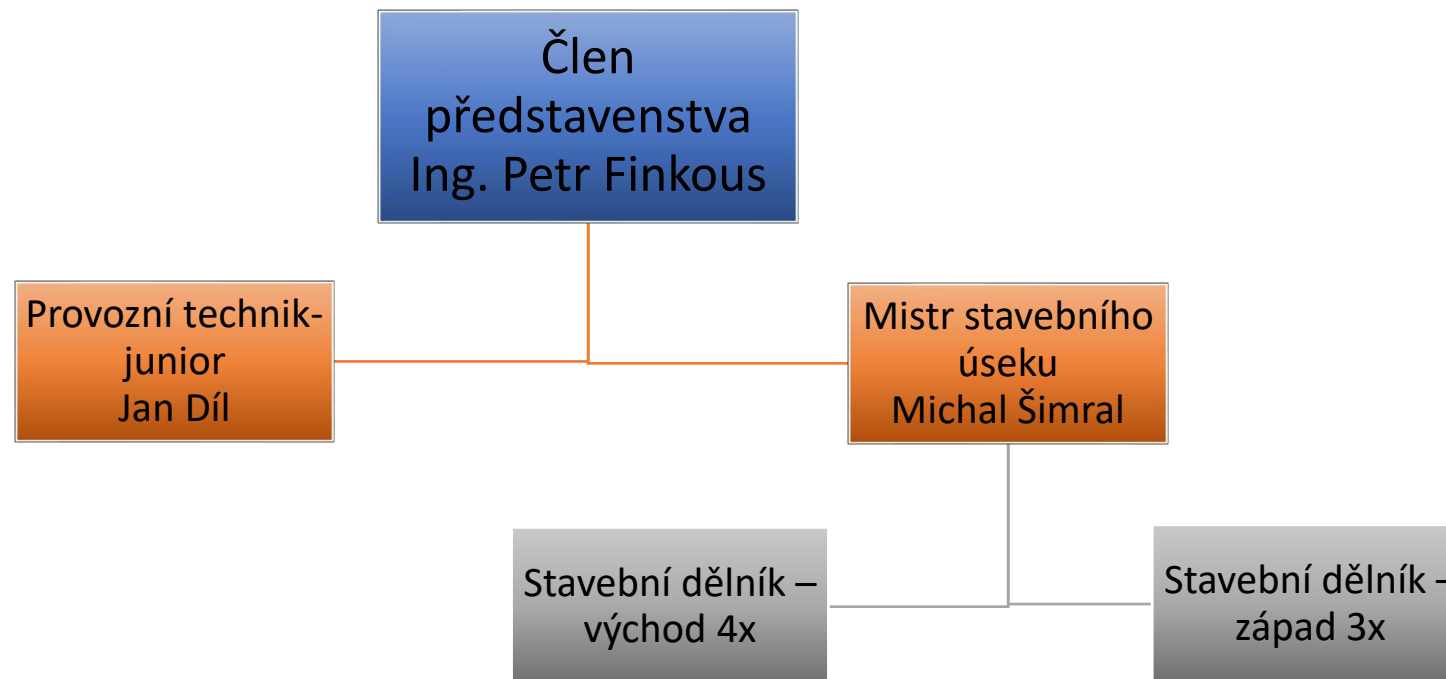 Člen
představenstva
Ing. Petr Finkous
Provozní technik-
junior
Jan Díl
Mistr stavebního
úseku
Michal Šimral
Stavební dělník –
východ 4x
Stavební dělník –
západ 3x